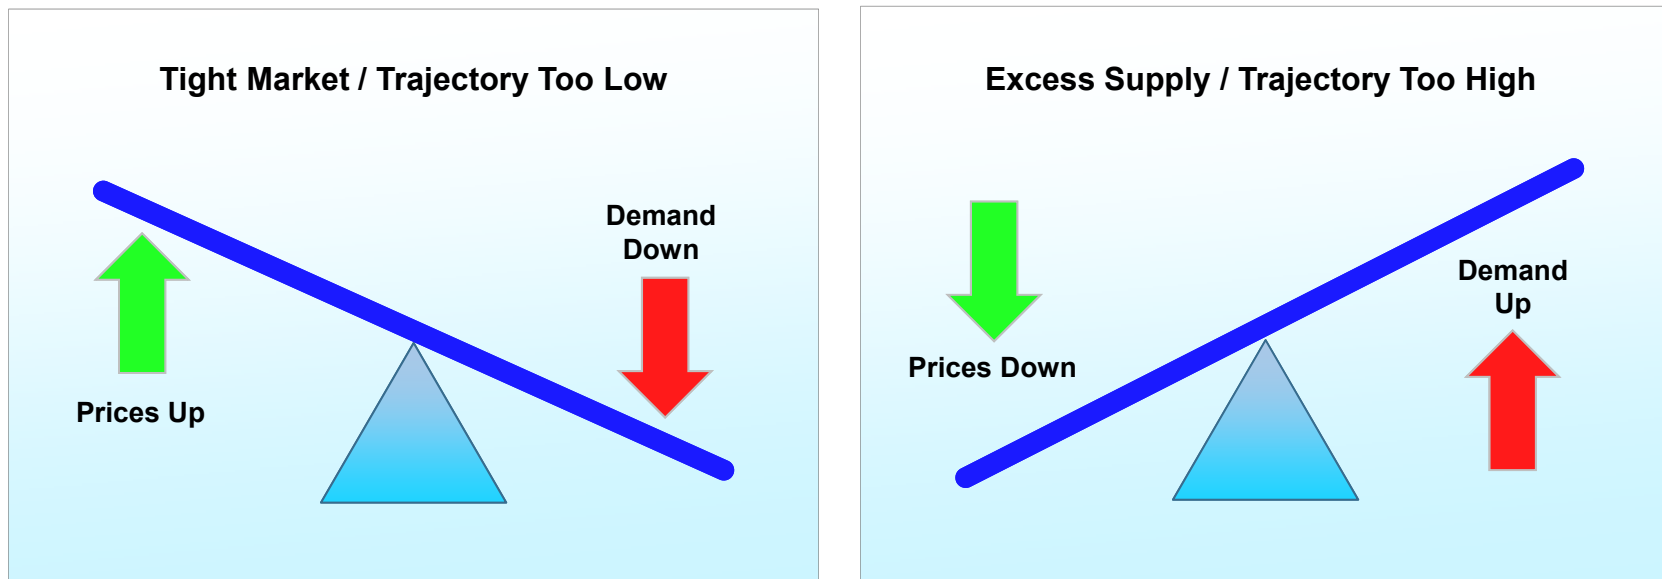 Tight Market / Trajectory Too Low
Demand
Down
Prices Up
Excess Supply / Trajectory Too High
Demand
Up
Prices Down